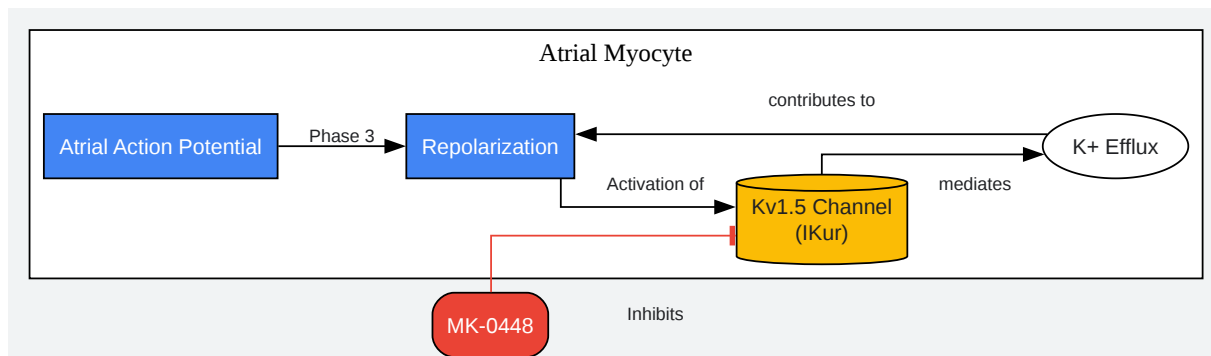 Atrial Myocyte
contributes to
Atrial Action Potential
Phase 3
Repolarization
K+ Efflux
Activation of
mediates
Kv1.5 Channel
(IKur)
MK-0448
Inhibits